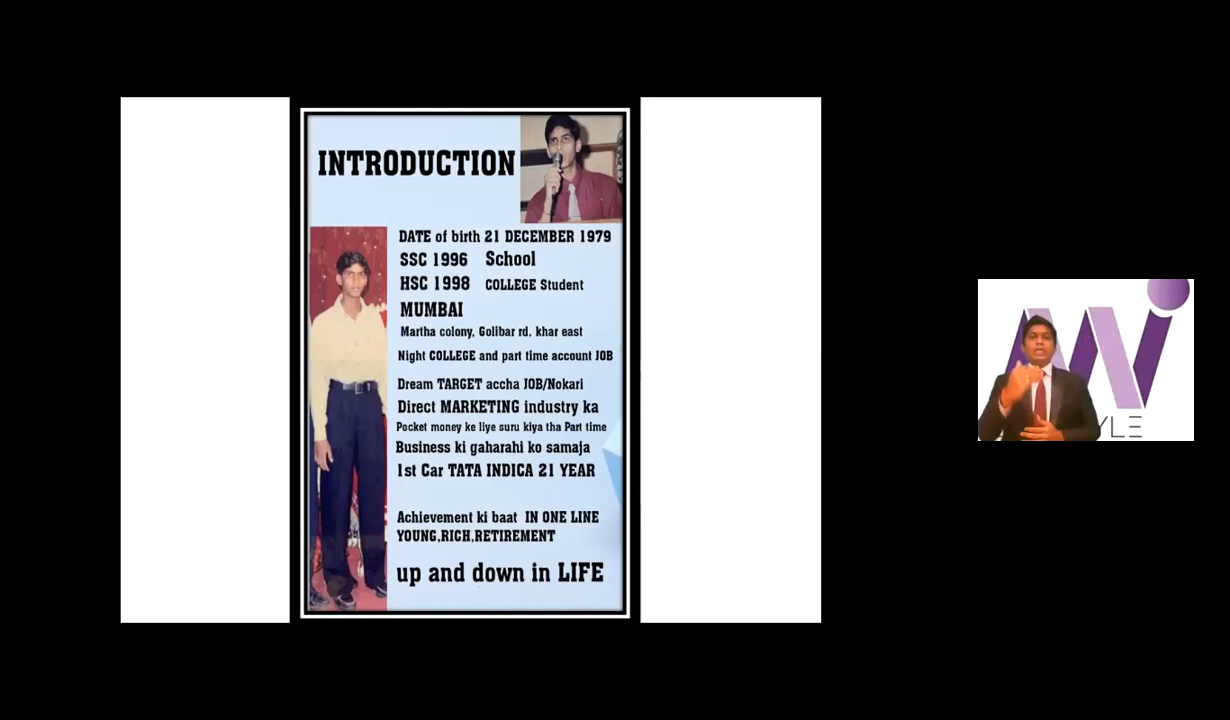 INTRODUCTION
DATE of birth 21 DECEMBER 1979
SSC 1996 School
HSC 1998 COLLEGE Student
MUMBAI
Martha colony, Golibar rd, khar east
Night COLLEGE and part time account JOB
Dream TARGET accha JOB/Nokari
Direct MARKETING industry ka
Pocket money ke liye suru kiya tha Part time
Business ki gaharahi ko samaja
1st Car TATA INDICA 21 YEAR
Achievement ki baat IN ONE LINE
YOUNG,RICH,RETIREMENT
up and down in LIFE